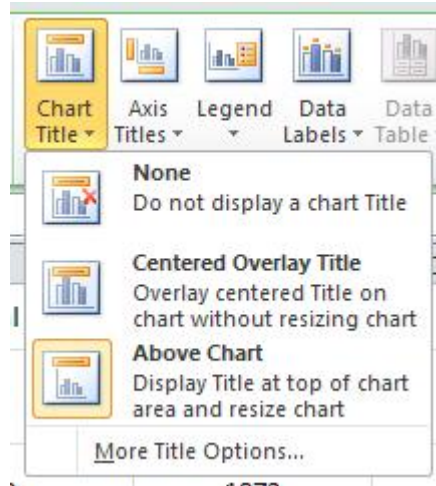 Chart Axis Legend Data Data
Title Titles Labels Table
None
Do not display a chart Title
Centered Overlay Title
Overlay centered Title on
chart without resizing chart
Above Chart
Display Title at top of chart
area and resize chart
More Title Options...